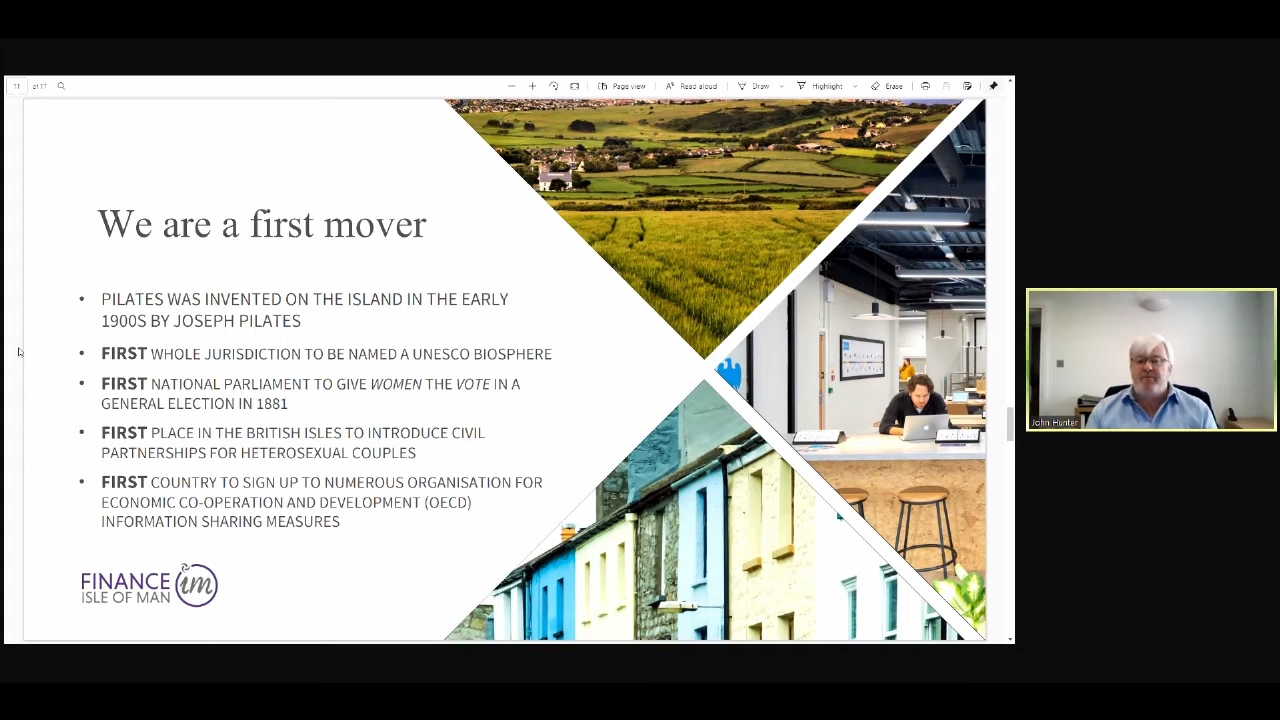 11 of 17
Page view
Read aloud
Draw
Highlight
Erase
We are a first mover
• PILATES WAS INVENTED ON THE ISLAND IN THE EARLY
1900S BY JOSEPH PILATES
• FIRST WHOLE JURISDICTION TO BE NAMED A UNESCO BIOSPHERE
• FIRST NATIONAL PARLIAMENT TO GIVE WOMEN THE VOTE IN A
GENERAL ELECTION IN 1881
• FIRST PLACE IN THE BRITISH ISLES TO INTRODUCE CIVIL
PARTNERSHIPS FOR HETEROSEXUAL COUPLES
• FIRST COUNTRY TO SIGN UP TO NUMEROUS ORGANISATION FOR
ECONOMIC CO-OPERATION AND DEVELOPMENT (OECD)
INFORMATION SHARING MEASURES
FINANCE im
ISLE OF MAN
John Hunter